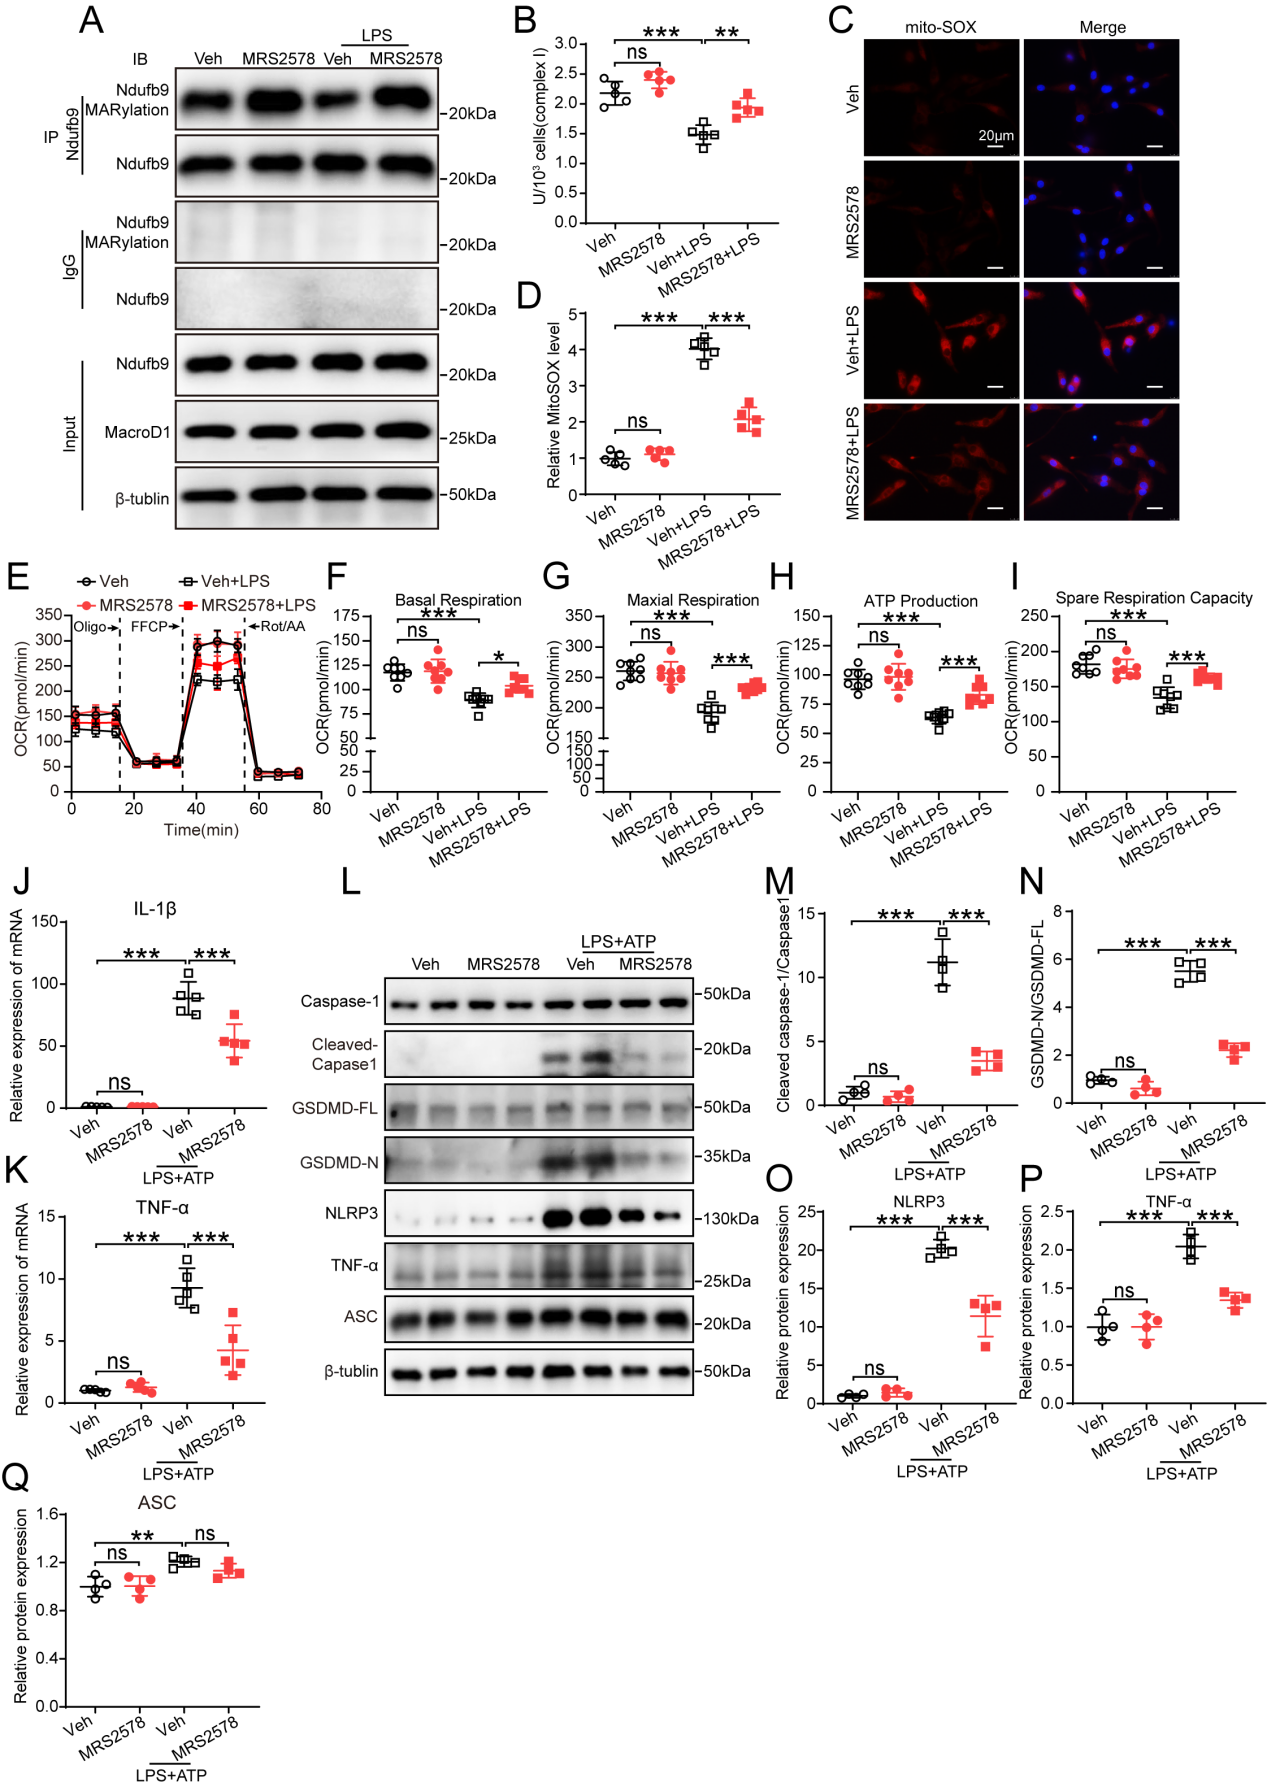 A
LPS
IB
Veh
MRS2578
Veh
MRS2578
IP
Ndufb9
Ndufb9
MARylation
20kDa
Ndufb9
20kDa
IgG
Ndufb9
MARylation
20kDa
Ndufb9
20kDa
Input
Ndufb9
20kDa
MacroD1
25kDa
β-tublin
50kDa
B
U/10³ cells(complex I)
3.0
2.5
2.0
1.5
1.0
0.5
0.0
***
**
ns
Veh
MRS2578
Veh+LPS
MRS2578+LPS
C
mito-SOX
Merge
Veh
20μm
MRS2578
Veh+LPS
MRS2578+LPS
D
Relative MitoSOX level
5
4
3
2
1
0
***
***
ns
Veh
MRS2578
Veh+LPS
MRS2578+LPS
E
Veh
Veh+LPS
MRS2578
MRS2578+LPS
Oligo
FFCP
Rot/AA
OCR(pmol/min)
350
300
250
200
150
100
50
0
0
20
40
60
80
Time(min)
F
Basal Respiration
OCR(pmol/min)
175
150
125
100
75
50
50
25
0
***
ns
*
Veh
MRS2578
Veh+LPS
MRS2578+LPS
G
Maxial Respiration
OCR(pmol/min)
350
300
250
200
150
150
100
50
0
***
ns
***
Veh
MRS2578
Veh+LPS
MRS2578+LPS
H
ATP Production
OCR(pmol/min)
150
125
100
75
50
25
0
***
ns
***
Veh
MRS2578
Veh+LPS
MRS2578+LPS
I
Spare Respiration Capacity
OCR(pmol/min)
250
200
150
100
50
0
***
ns
***
Veh
MRS2578
Veh+LPS
MRS2578+LPS
J
IL-1β
Relative expression of mRNA
150
100
50
0
***
***
ns
Veh
MRS2578
Veh
MRS2578
LPS+ATP
K
TNF-α
Relative expression of mRNA
15
10
5
0
***
***
ns
Veh
MRS2578
Veh
MRS2578
LPS+ATP
L
LPS+ATP
Veh
MRS2578
Veh
MRS2578
Caspase-1
50kDa
Cleaved-
Capase1
20kDa
GSDMD-FL
50kDa
GSDMD-N
35kDa
NLRP3
130kDa
TNF-α
25kDa
ASC
20kDa
β-tublin
50kDa
M
Cleaved caspase-1/Caspase1
15
10
5
0
***
***
ns
Veh
MRS2578
Veh
MRS2578
LPS+ATP
N
GSDMD-N/GSDMD-FL
8
6
4
2
0
***
***
ns
Veh
MRS2578
Veh
MRS2578
LPS+ATP
O
NLRP3
Relative protein expression
25
20
15
10
5
0
***
***
ns
Veh
MRS2578
Veh
MRS2578
LPS+ATP
P
TNF-α
Relative protein expression
2.5
2.0
1.5
1.0
0.5
0.0
***
***
ns
Veh
MRS2578
Veh
MRS2578
LPS+ATP
Q
ASC
Relative protein expression
1.6
1.2
0.8
0.4
0.0
**
ns
ns
Veh
MRS2578
Veh
MRS2578
LPS+ATP